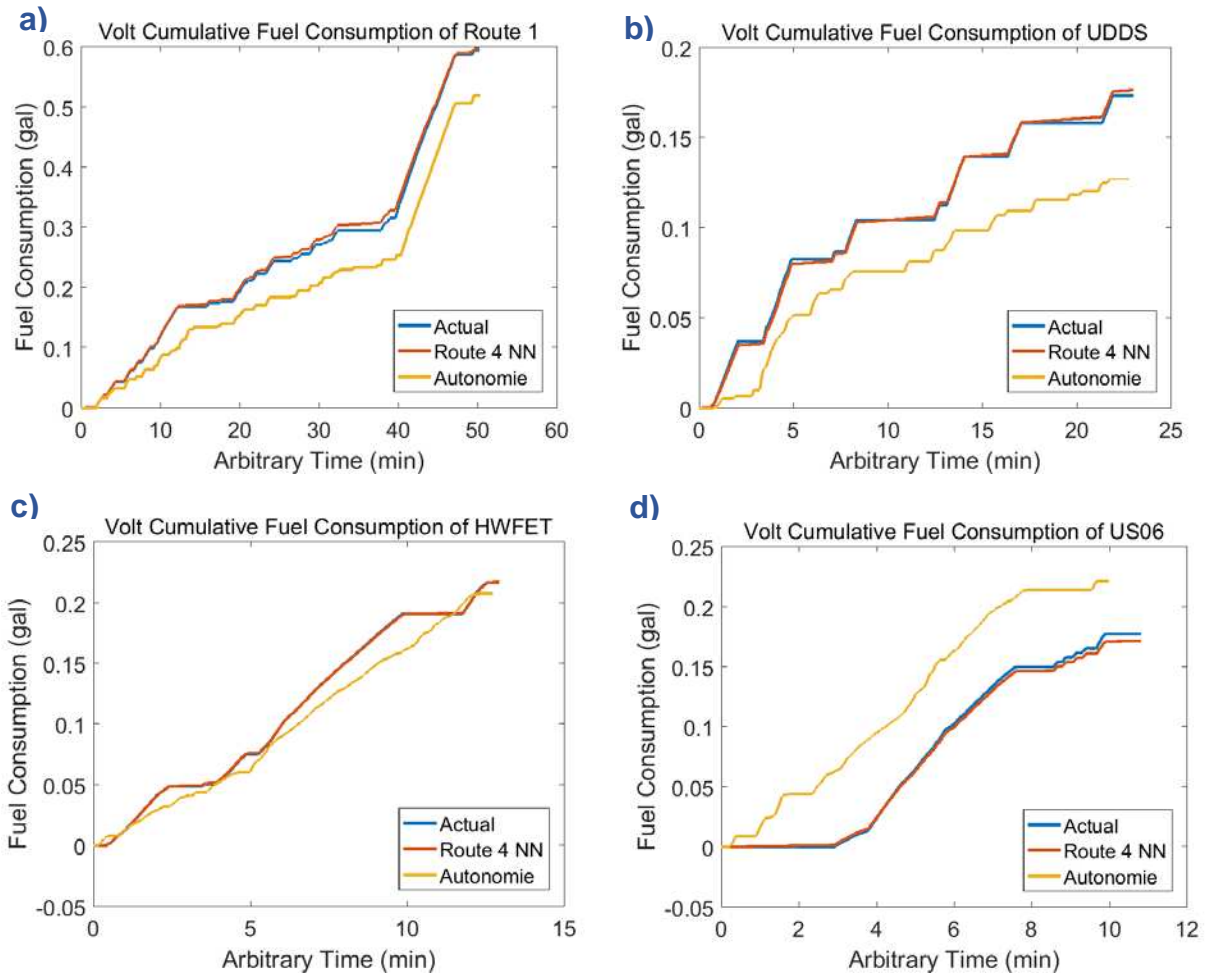 a)
Volt Cumulative Fuel Consumption of Route 1
0.6
0.5
0.4
0.3
0.2
0.1
0
Fuel Consumption (gal)
Actual
Route 4 NN
Autonomie
0 10 20 30 40 50 60
Arbitrary Time (min)
b)
Volt Cumulative Fuel Consumption of UDDS
0.2
0.15
0.1
0.05
0
Fuel Consumption (gal)
Actual
Route 4 NN
Autonomie
0 5 10 15 20 25
Arbitrary Time (min)
c)
Volt Cumulative Fuel Consumption of HWFET
0.25
0.2
0.15
0.1
0.05
0
-0.05
Fuel Consumption (gal)
Actual
Route 4 NN
Autonomie
0 5 10 15
Arbitrary Time (min)
d)
Volt Cumulative Fuel Consumption of US06
0.25
0.2
0.15
0.1
0.05
0
-0.05
Fuel Consumption (gal)
Actual
Route 4 NN
Autonomie
0 2 4 6 8 10 12
Arbitrary Time (min)